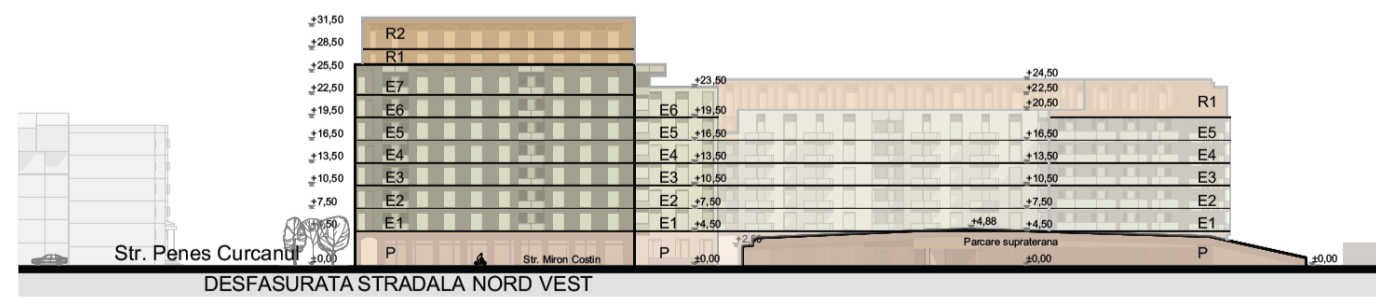 +31,50
R2
+28,50
R1
+25,50
+24,50
+23,50
+22,50
E7
+22,50
R1
+20,50
E6
+19,50
E6
+19,50
E5
+16,50
E5
+16,50
+16,50
E5
E4
+13,50
E4
+13,50
+13,50
E4
E3
+10,50
E3
+10,50
+10,50
E3
E2
+7,50
E2
+7,50
+7,50
E2
E1
E1
+4,50
+4,88
+4,50
E1
Parcare supraterana
Str. Penes Curcanul
±0,00
P
Str. Miron Costin
P
±0,00
±0,00
P
±0,00
DESFASURATA STRADALA NORD VEST